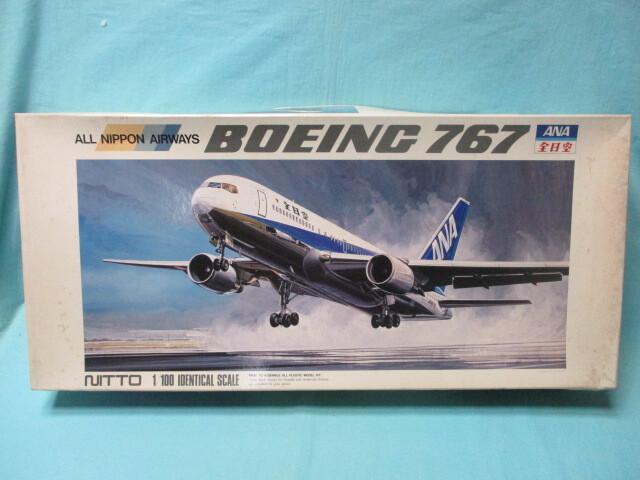 ALL NIPPON AIRWAYS BOEING 767 ANA
全日空
全日空
ANA
NITTO 1 100 IDENTICAL SCALE